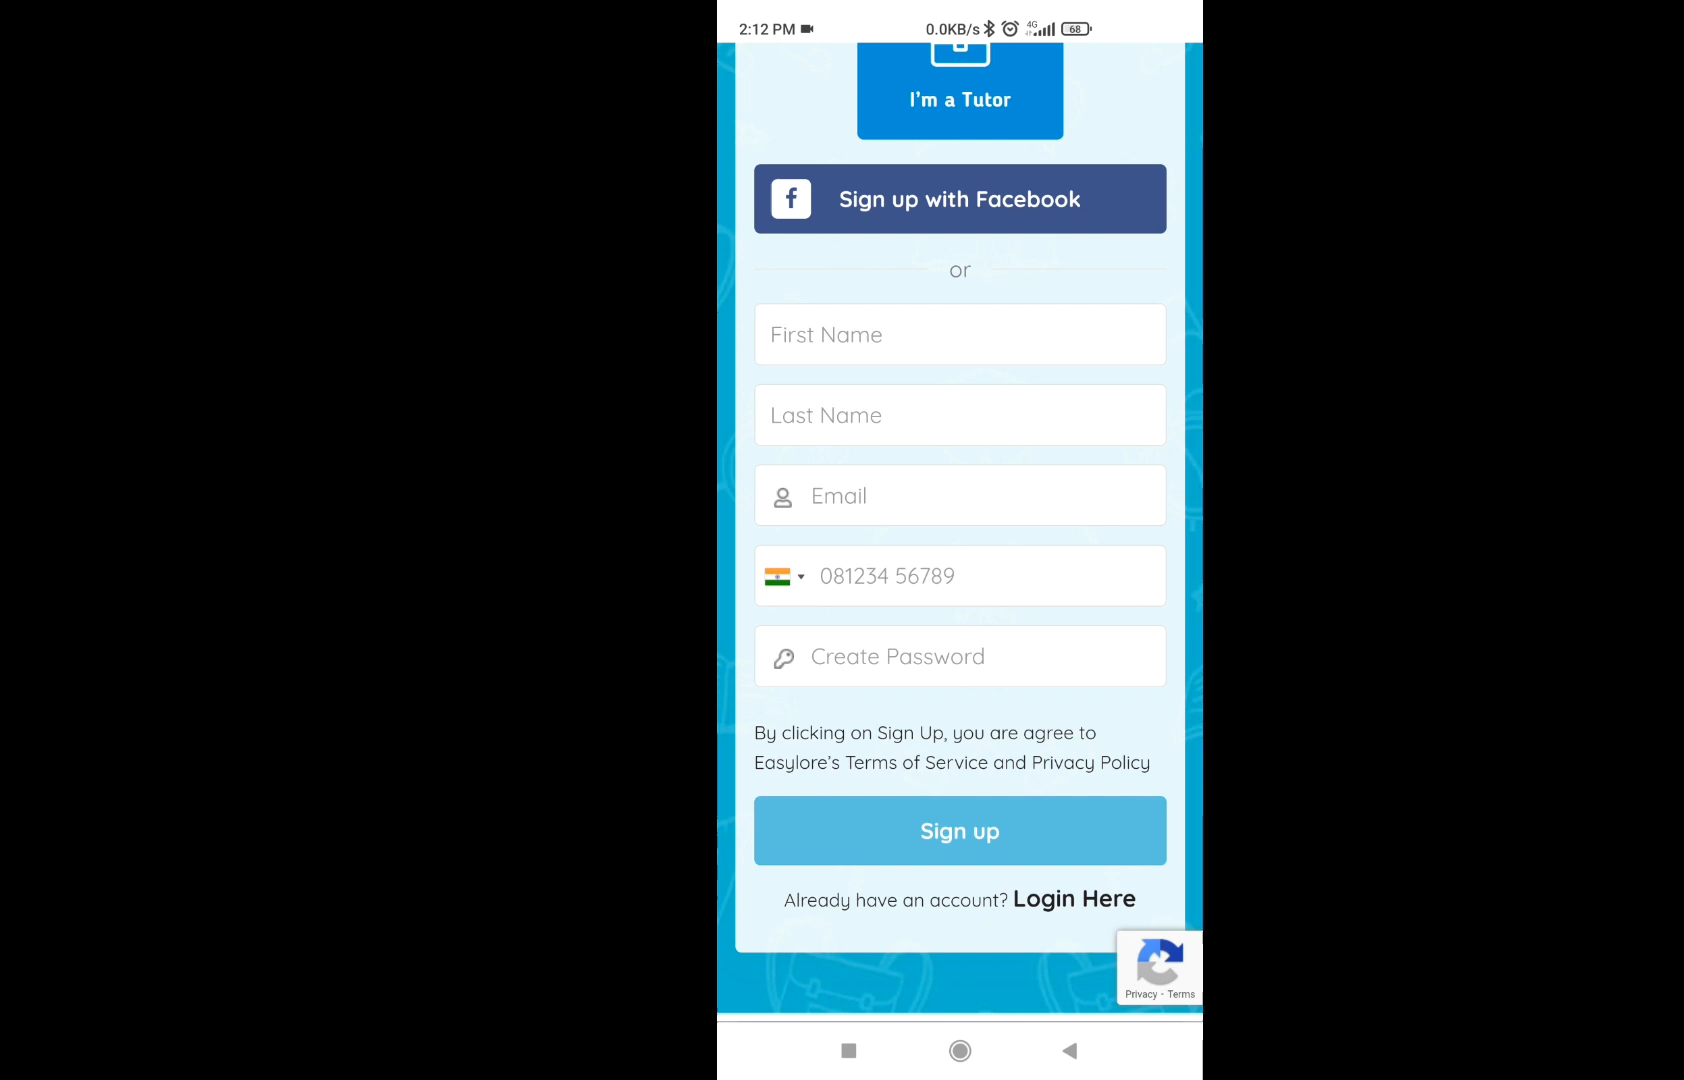 2:12 PM 0.0KB/s 4G 68
I'm a Tutor
Sign up with Facebook
or
First Name
Last Name
Email
081234 56789
Create Password
By clicking on Sign Up, you are agree to
Easylore's Terms of Service and Privacy Policy
Sign up
Already have an account? Login Here
Privacy - Terms